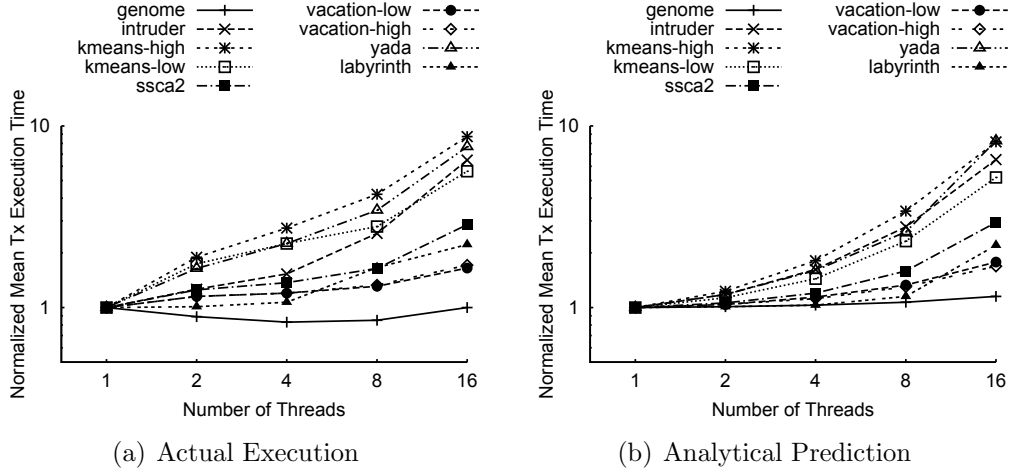 genome
intruder
kmeans-high
kmeans-low
ssca2
vacation-low
vacation-high
yada
labyrinth
Normalized Mean Tx Execution Time
10
1
1 2 4 8 16
Number of Threads
(a) Actual Execution
genome
intruder
kmeans-high
kmeans-low
ssca2
vacation-low
vacation-high
yada
labyrinth
Normalized Mean Tx Execution Time
10
1
1 2 4 8 16
Number of Threads
(b) Analytical Prediction